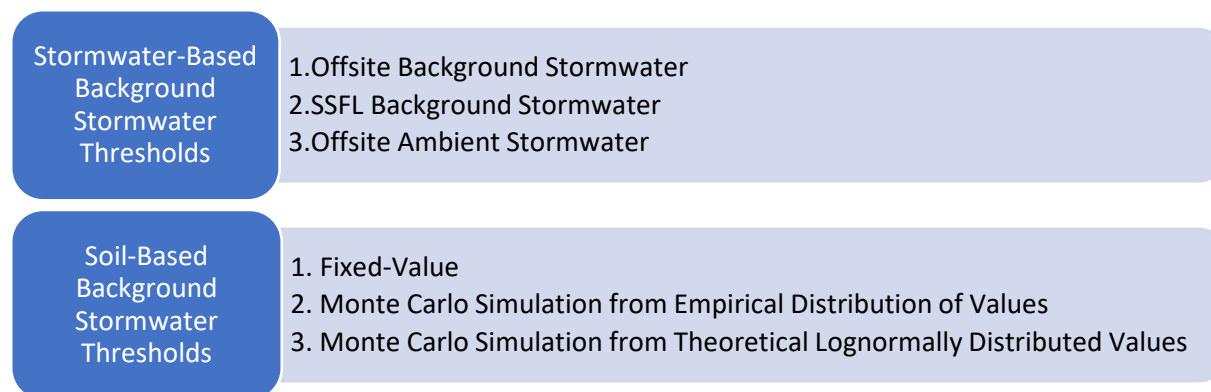 Stormwater-Based
Background
Stormwater
Thresholds
1.Offsite Background Stormwater
2.SSFL Background Stormwater
3.Offsite Ambient Stormwater
Soil-Based
Background
Stormwater
Thresholds
1. Fixed-Value
2. Monte Carlo Simulation from Empirical Distribution of Values
3. Monte Carlo Simulation from Theoretical Lognormally Distributed Values